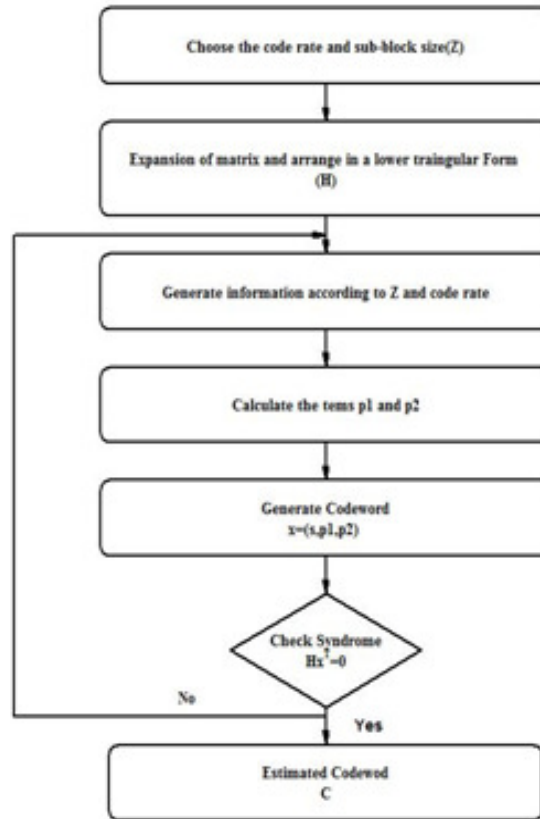 Choose the code rate and sub-block size(Z)
Expansion of matrix and arrange in a lower traingular Form
(H)
Generate information according to Z and code rate
Calculate the tems p1 and p2
Generate Codeword
x=(s,p1,p2)
Check Syndrome
Hx^T=0
No
Yes
Estimated Codewod
C